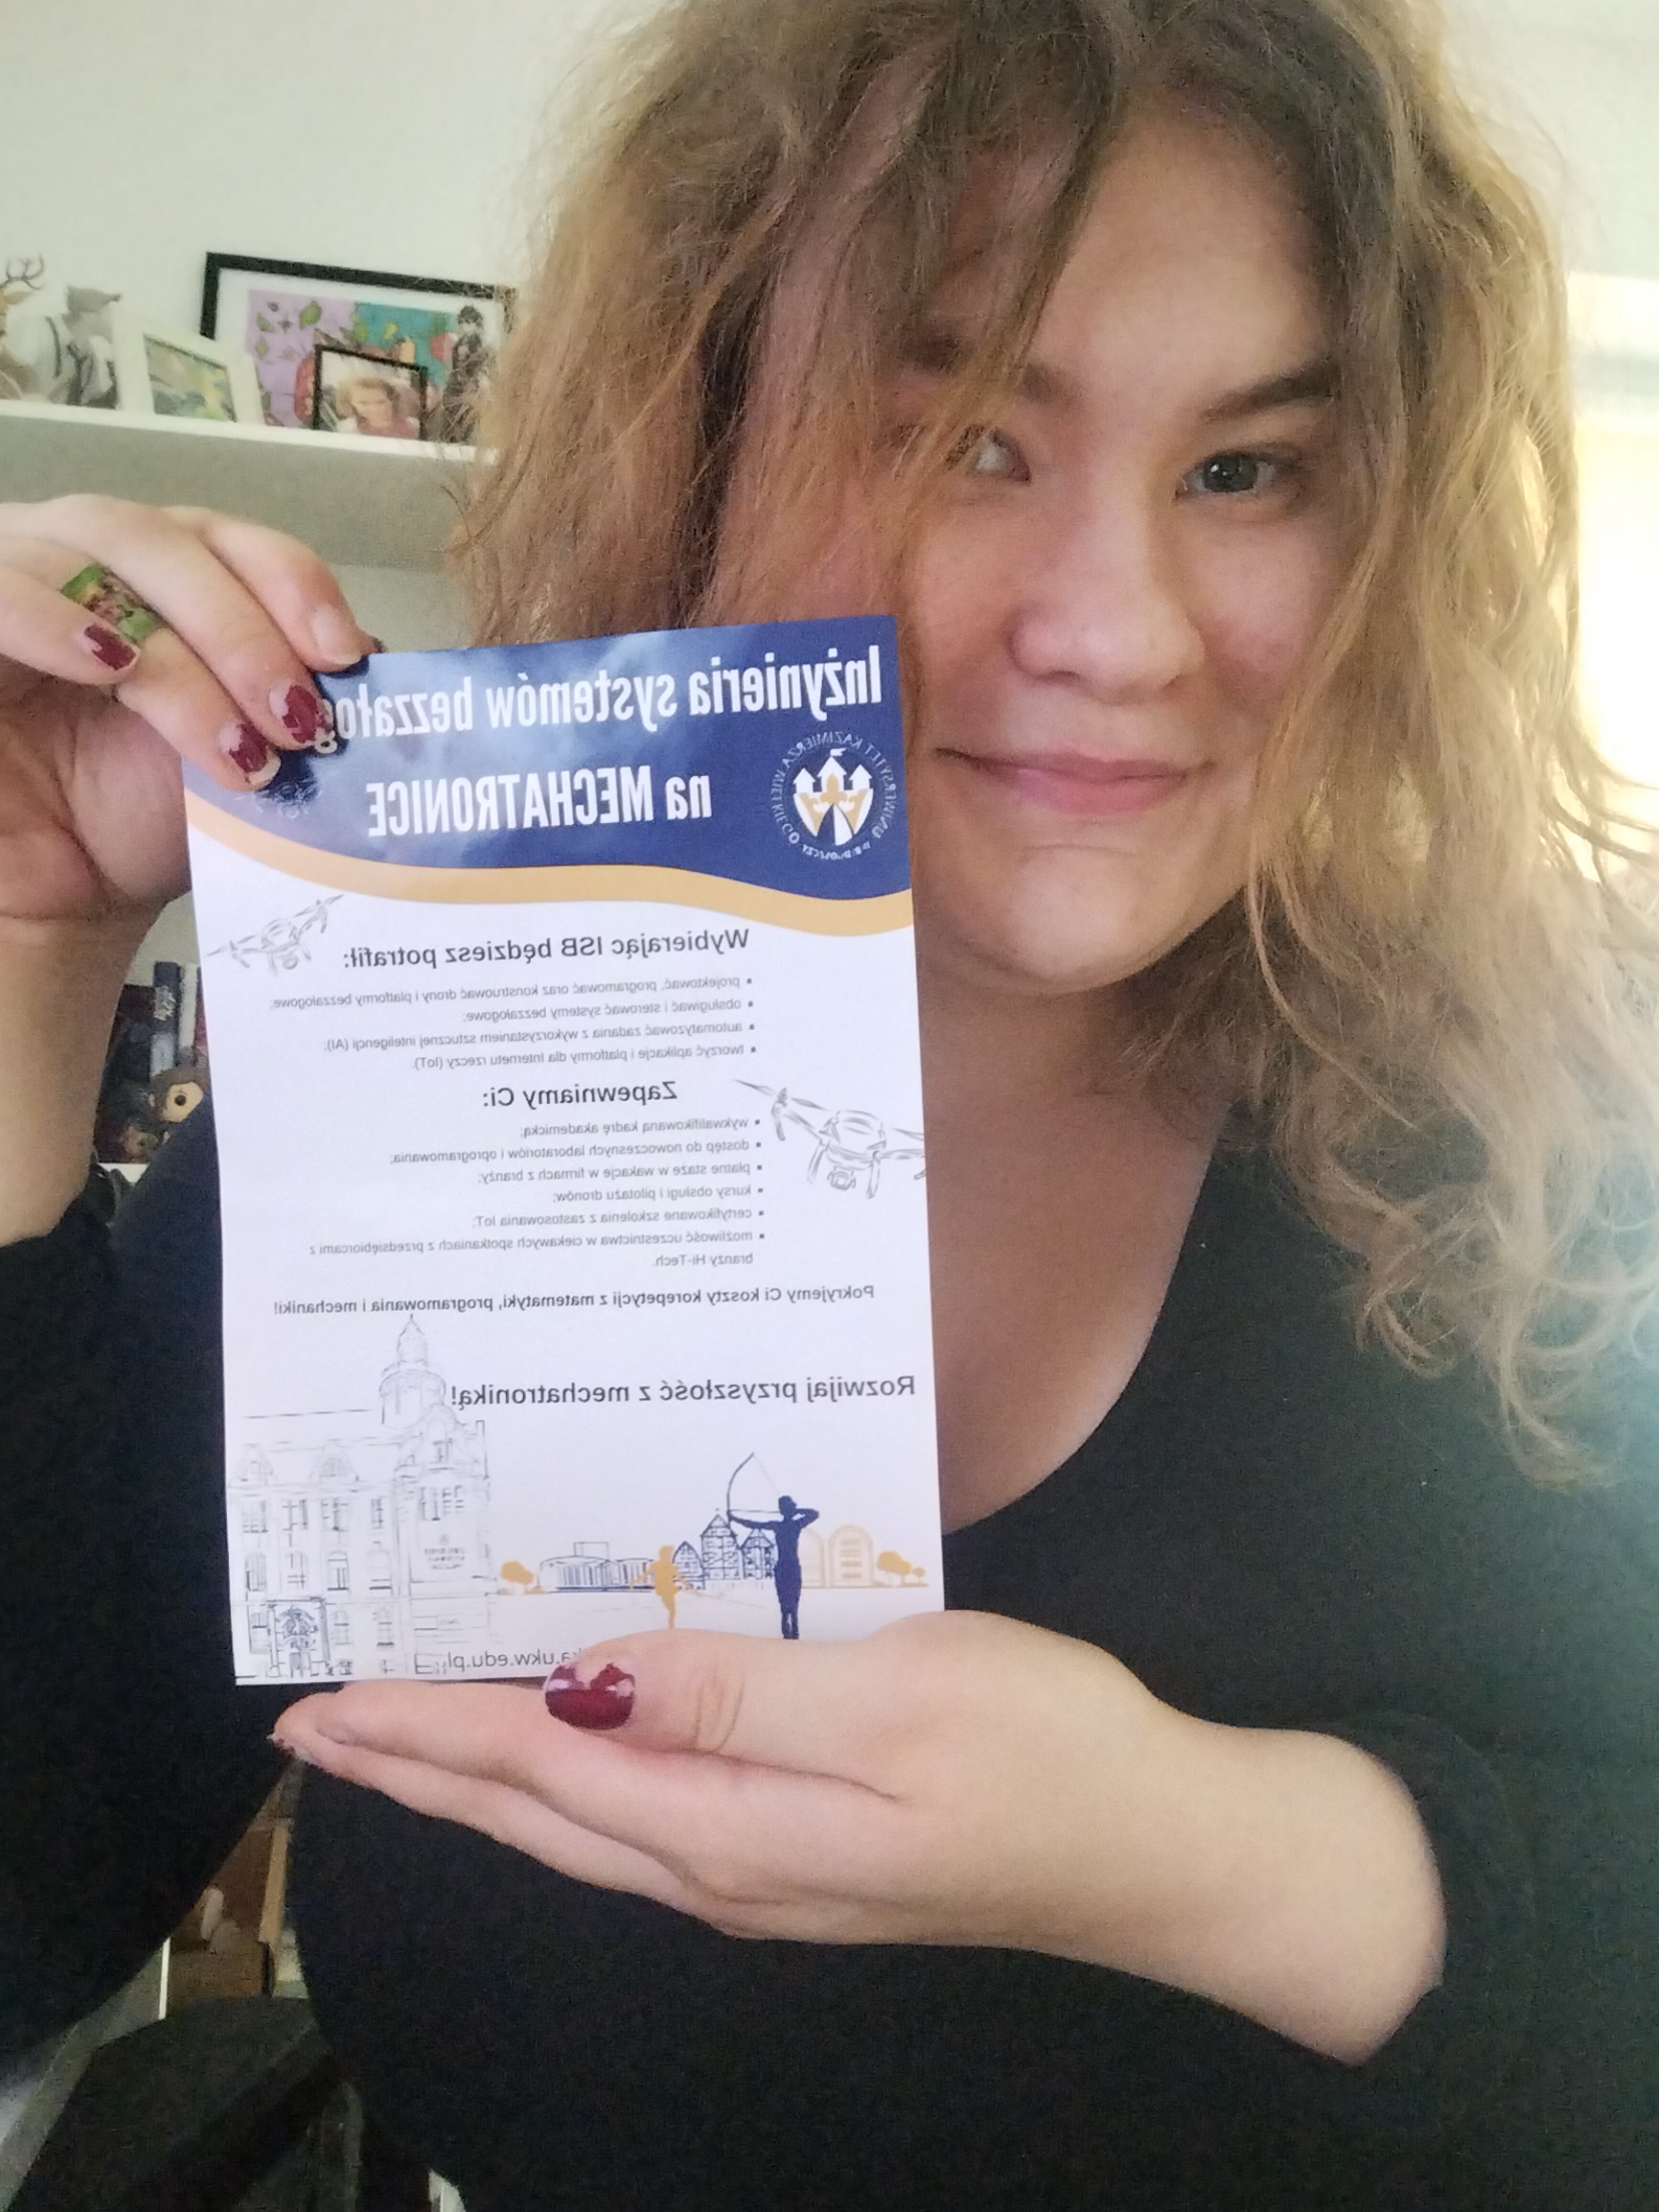 Inżynieria systemów bezzałog
na MECHATRONICE
UNIWERSYTET KAZIMIERZA WIELKIEGO
Wybierając ISB będziesz potrafił:
▪ projektować, programować oraz konstruować drony i platformy bezzałogowe;
▪ obsługiwać i sterować systemy bezzałogowe;
▪ automatyzować zadania z wykorzystaniem sztucznej inteligencji (AI);
▪ tworzyć aplikacje i platformy dla internetu rzeczy (IoT).
Zapewniamy Ci:
▪ wykwalifikowaną kadrę akademicką;
▪ dostęp do nowoczesnych laboratoriów i oprogramowania;
▪ płatne staże w wakacje w firmach z branży;
▪ kursy obsługi i pilotażu dronów;
▪ certyfikowane szkolenia z zastosowania IoT;
▪ możliwość uczestnictwa w ciekawych spotkaniach z przedsiębiorcami z
branży Hi-Tech.
Pokryjemy Ci koszty korepetycji z matematyki, programowania i mechaniki!
Rozwijaj przyszłość z mechatroniką!
.ukw.edu.pl